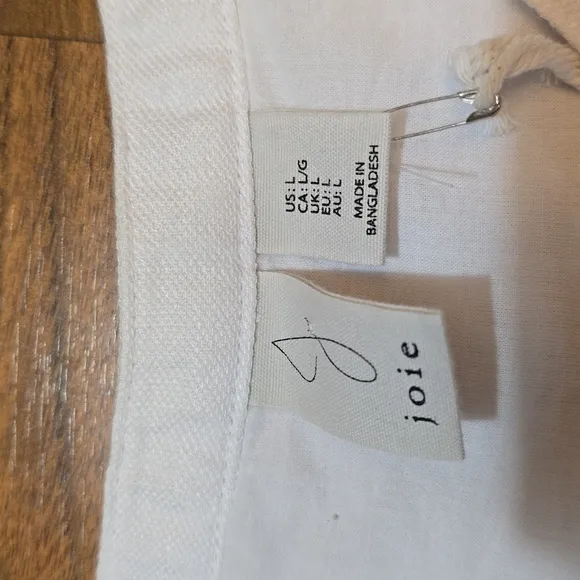 US: L
CA: L/G
UK: L
EU: L
AU: L
MADE IN
BANGLADESH
j
joie